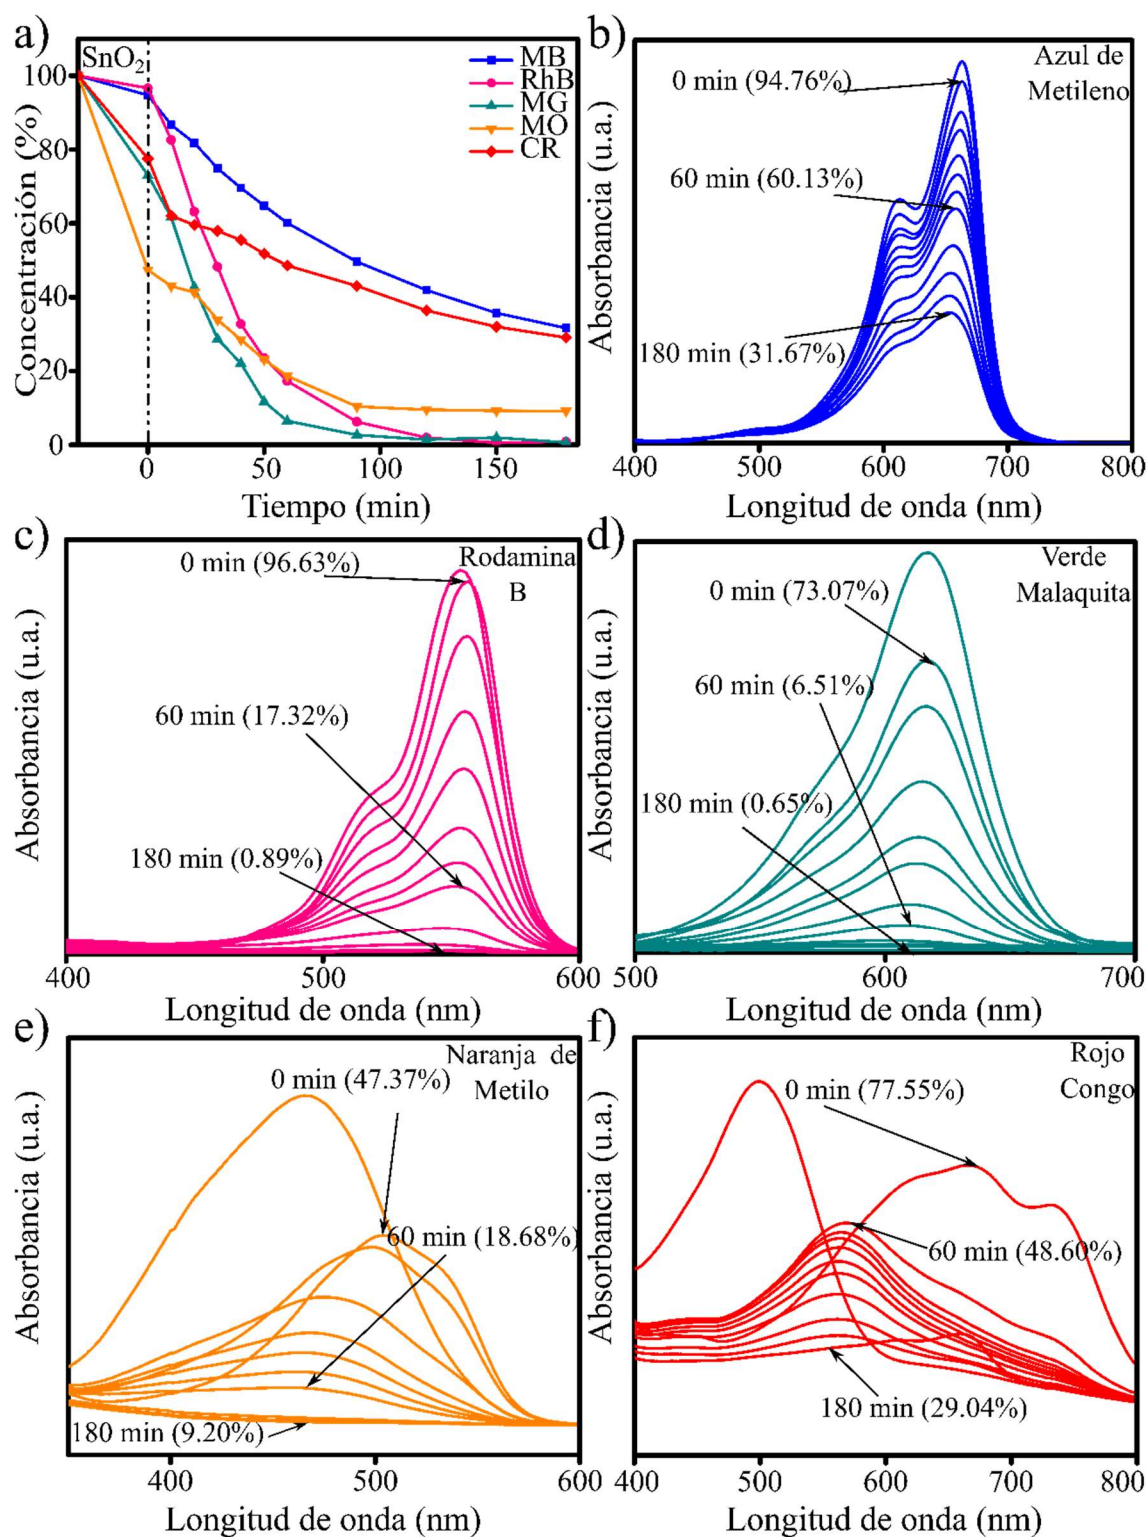 a)
SnO2
MB
RhB
MG
MO
CR
100
80
60
40
20
0
Concentración (%)
0
50
100
150
Tiempo (min)
b)
Azul de
Metileno
0 min (94.76%)
60 min (60.13%)
180 min (31.67%)
Absorbancia (u.a.)
400
500
600
700
800
Longitud de onda (nm)
c)
Rodamina
B
0 min (96.63%)
60 min (17.32%)
180 min (0.89%)
Absorbancia (u.a.)
400
500
600
Longitud de onda (nm)
d)
Verde
Malaquita
0 min (73.07%)
60 min (6.51%)
180 min (0.65%)
Absorbancia (u.a.)
500
600
700
Longitud de onda (nm)
e)
Naranja de
Metilo
0 min (47.37%)
60 min (18.68%)
180 min (9.20%)
Absorbancia (u.a.)
400
500
600
Longitud de onda (nm)
f)
Rojo
Congo
0 min (77.55%)
60 min (48.60%)
180 min (29.04%)
Absorbancia (u.a.)
400
500
600
700
800
Longitud de onda (nm)